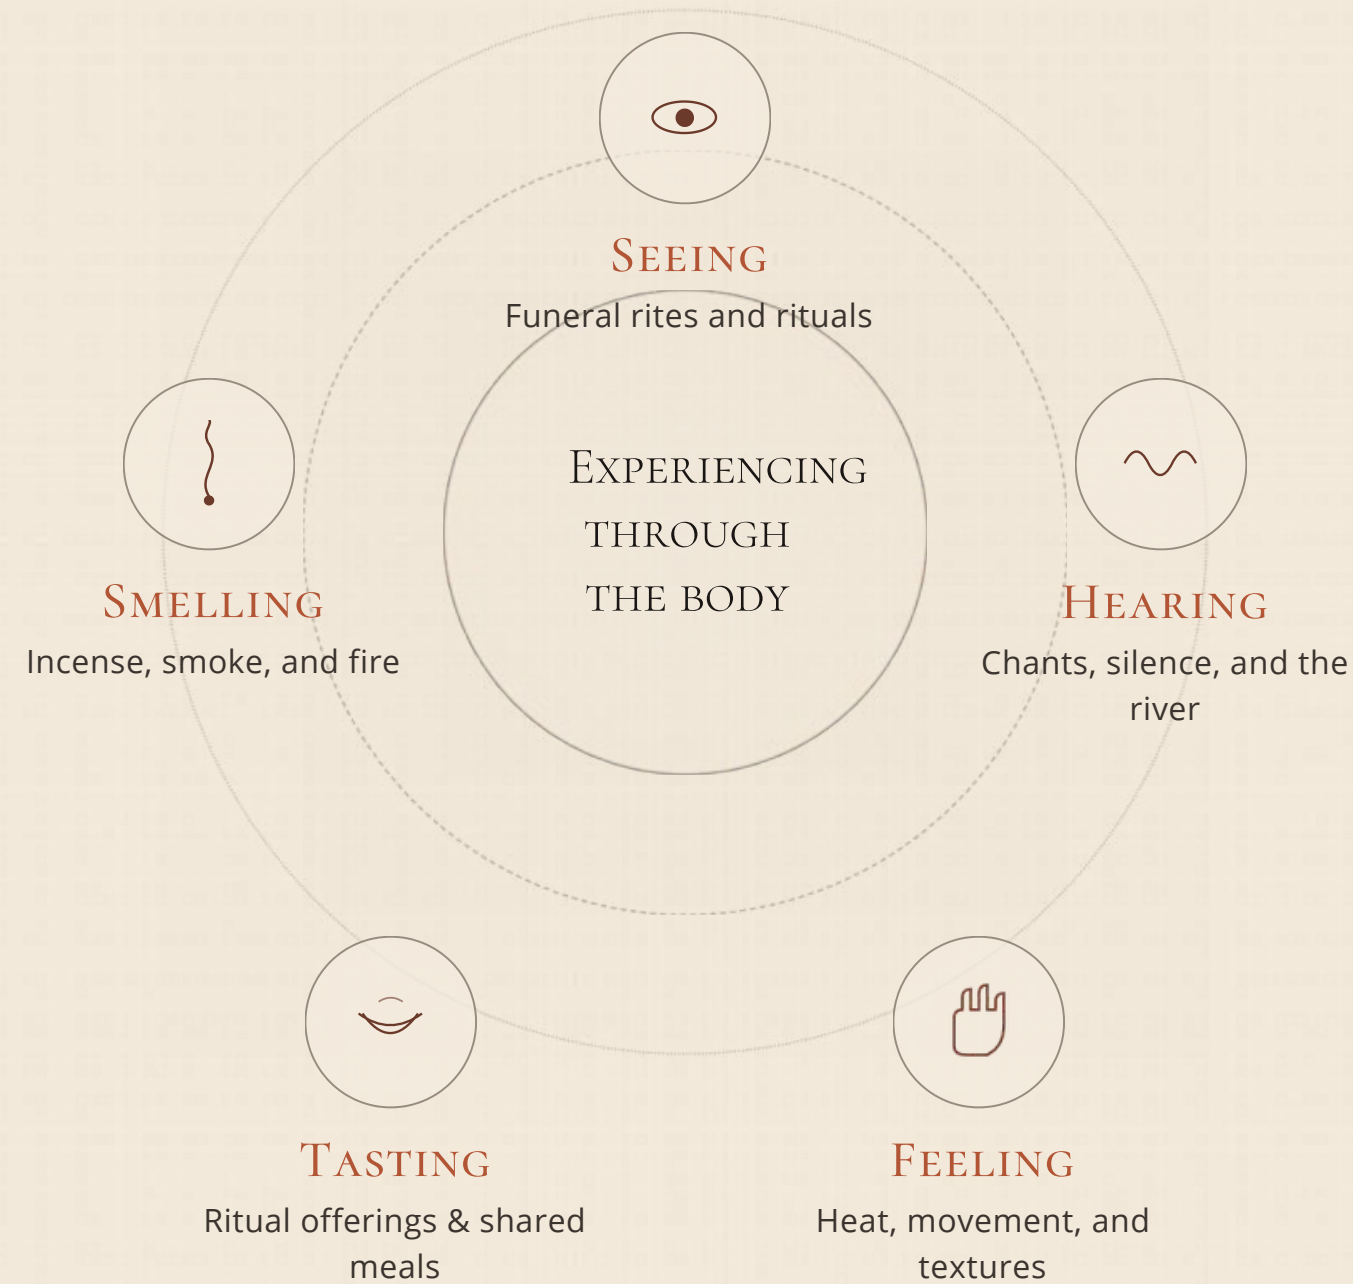 Seeing
Funeral rites and rituals
Experiencing
through
the body
Smelling
Incense, smoke, and fire
Hearing
Chants, silence, and the
river
Tasting
Ritual offerings & shared
meals
Feeling
Heat, movement, and
textures